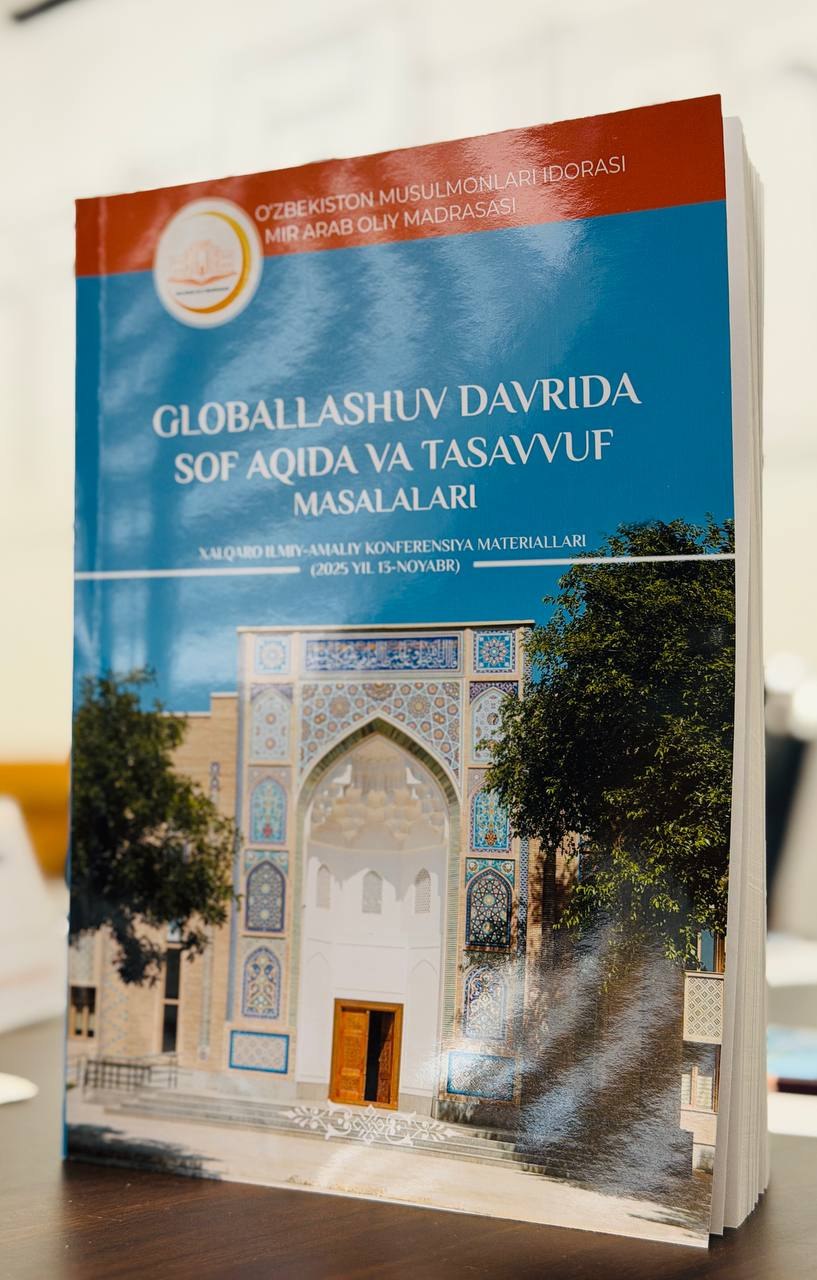 O'ZBEKISTON MUSULMONLARI IDORASI
MIR ARAB OLIY MADRASASI
GLOBALLASHUV DAVRIDA
SOF AQIDA VA TASAVVUF
MASALALARI
XALQARO ILMIY-AMALIY KONFERENSIYA MATERIALLARI
(2025 YIL 13-NOYABR)